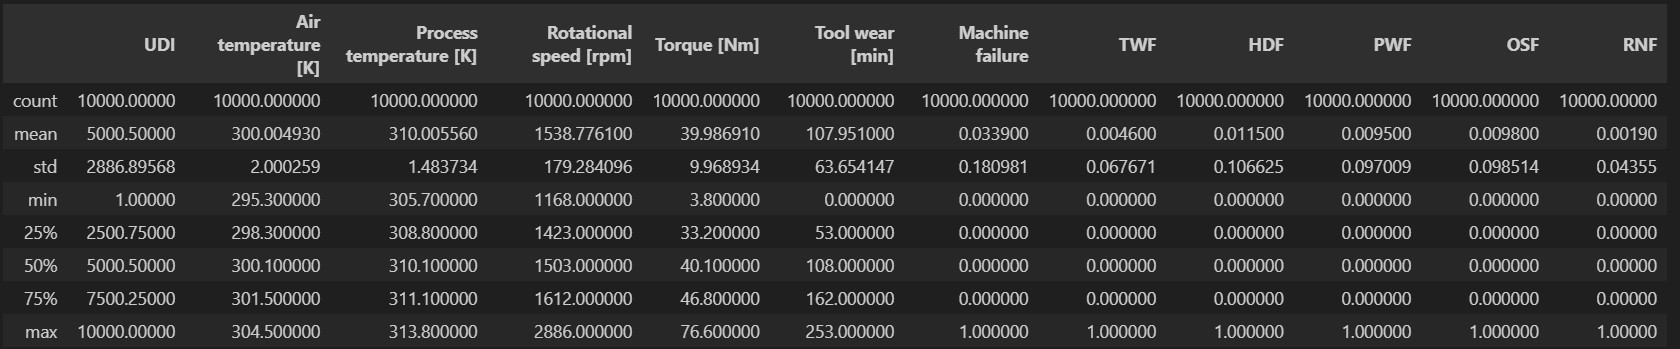 UDI Air temperature [K] Process temperature [K] Rotational speed [rpm] Torque [Nm] Tool wear [min] Machine failure TWF HDF PWF OSF RNF
count 10000.00000 10000.000000 10000.000000 10000.000000 10000.000000 10000.000000 10000.000000 10000.000000 10000.000000 10000.000000 10000.000000 10000.00000
mean 5000.50000 300.004930 310.005560 1538.776100 39.986910 107.951000 0.033900 0.004600 0.011500 0.009500 0.009800 0.00190
std 2886.89568 2.000259 1.483734 179.284096 9.968934 63.654147 0.180981 0.067671 0.106625 0.097009 0.098514 0.04355
min 1.00000 295.300000 305.700000 1168.000000 3.800000 0.000000 0.000000 0.000000 0.000000 0.000000 0.000000 0.00000
25% 2500.75000 298.300000 308.800000 1423.000000 33.200000 53.000000 0.000000 0.000000 0.000000 0.000000 0.000000 0.00000
50% 5000.50000 300.100000 310.100000 1503.000000 40.100000 108.000000 0.000000 0.000000 0.000000 0.000000 0.000000 0.00000
75% 7500.25000 301.500000 311.100000 1612.000000 46.800000 162.000000 0.000000 0.000000 0.000000 0.000000 0.000000 0.00000
max 10000.00000 304.500000 313.800000 2886.000000 76.600000 253.000000 1.000000 1.000000 1.000000 1.000000 1.000000 1.00000